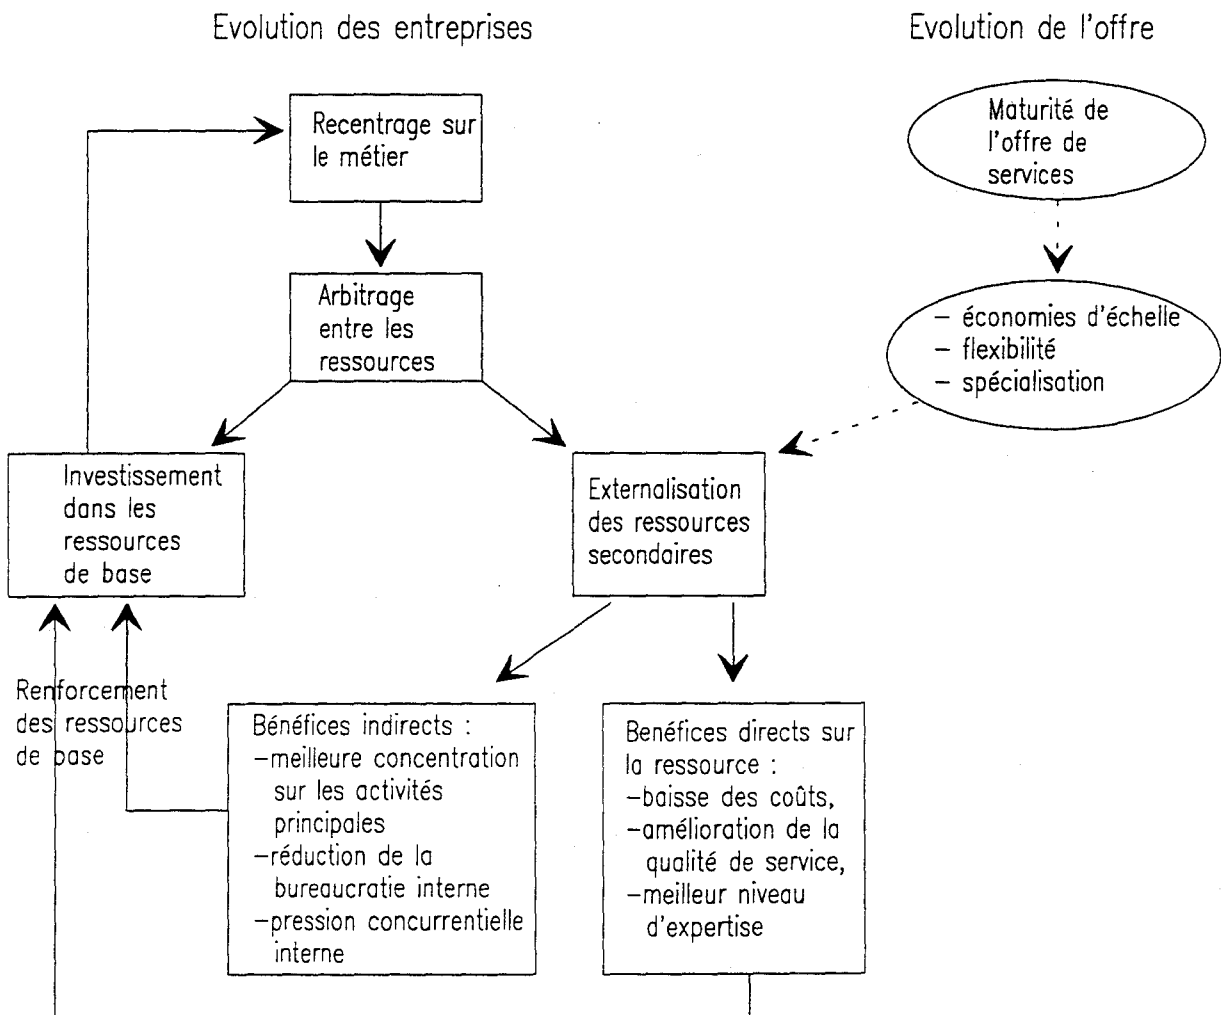 Evolution des entreprises
Evolution de l'offre
Recentrage sur
le métier
Maturité de
l'offre de
services
Arbitrage
entre les
ressources
– économies d'échelle
– flexibilité
– spécialisation
Investissement
dans les
ressources
de base
Externalisation
des ressources
secondaires
Renforcement
des ressources
de base
Bénéfices indirects :
–meilleure concentration
sur les activités
principales
–réduction de la
bureaucratie interne
–pression concurrentielle
interne
Benéfices directs sur
la ressource :
–baisse des coûts,
–amélioration de la
qualité de service,
–meilleur niveau
d'expertise